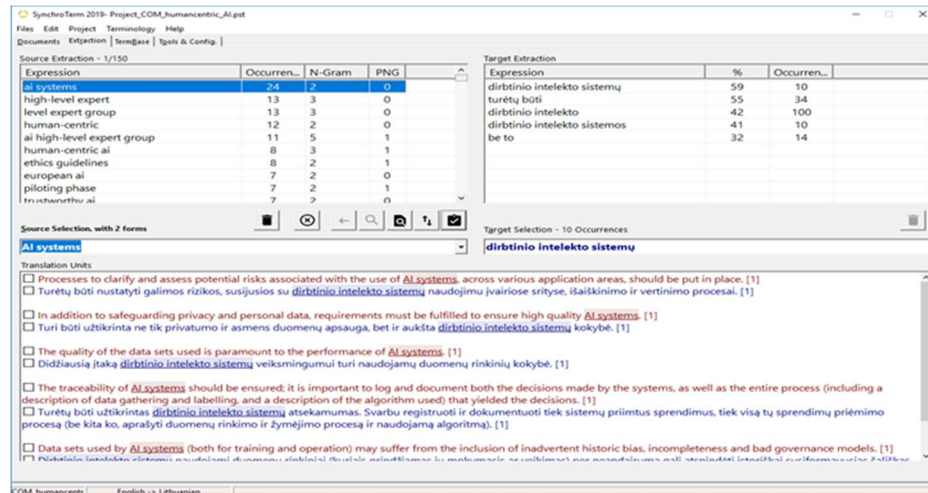 SynchroTerm 2019- Project_COM_humancentric_AI.pst
Files Edit Project Terminology Help
Documents Extraction TermBase Tools & Config.
Source Extraction - 1/150
Expression Occurren... N-Gram PNG
ai systems 24 2 0
high-level expert 13 3 0
level expert group 13 3 0
human-centric 12 2 0
ai high-level expert group 11 5 1
human-centric ai 8 3 1
ethics guidelines 8 2 1
european ai 7 2 0
piloting phase 7 2 1
trustworthy ai 7 2
Target Extraction
Expression % Occurren...
dirbtinio intelekto sistemų 59 10
turėtų būti 55 34
dirbtinio intelekto 42 100
dirbtinio intelekto sistemos 41 10
be to 32 14
Source Selection, with 2 forms
AI systems
Target Selection - 10 Occurrences
dirbtinio intelekto sistemų
Translation Units
Processes to clarify and assess potential risks associated with the use of AI systems, across various application areas, should be put in place. [1]
Turėtų būti nustatyti galimos rizikos, susijusios su dirbtinio intelekto sistemų naudojimu įvairiose srityse, išaiškinimo ir vertinimo procesai. [1]
In addition to safeguarding privacy and personal data, requirements must be fulfilled to ensure high quality AI systems. [1]
Turi būti užtikrinta ne tik privatumo ir asmens duomenų apsauga, bet ir aukšta dirbtinio intelekto sistemų kokybė. [1]
The quality of the data sets used is paramount to the performance of AI systems. [1]
Didžiausią įtaką dirbtinio intelekto sistemų veiksmingumui turi naudojamų duomenų rinkinių kokybė. [1]
The traceability of AI systems should be ensured; it is important to log and document both the decisions made by the systems, as well as the entire process (including a
description of data gathering and labelling, and a description of the algorithm used) that yielded the decisions. [1]
Turėtų būti užtikrintas dirbtinio intelekto sistemų atsekamumas. Svarbu registruoti ir dokumentuoti tiek sistemų priimtus sprendimus, tiek visą tų sprendimų priėmimo
procesą (be kita ko, aprašyti duomenų rinkimo ir žymėjimo procesą ir naudojamą algoritmą). [1]
Data sets used by AI systems (both for training and operation) may suffer from the inclusion of inadvertent historic bias, incompleteness and bad governance models. [1]
Dirbtinio intelekto sistemų naudojami duomenų rinkiniai
COM_humancentr English -> Lithuanian